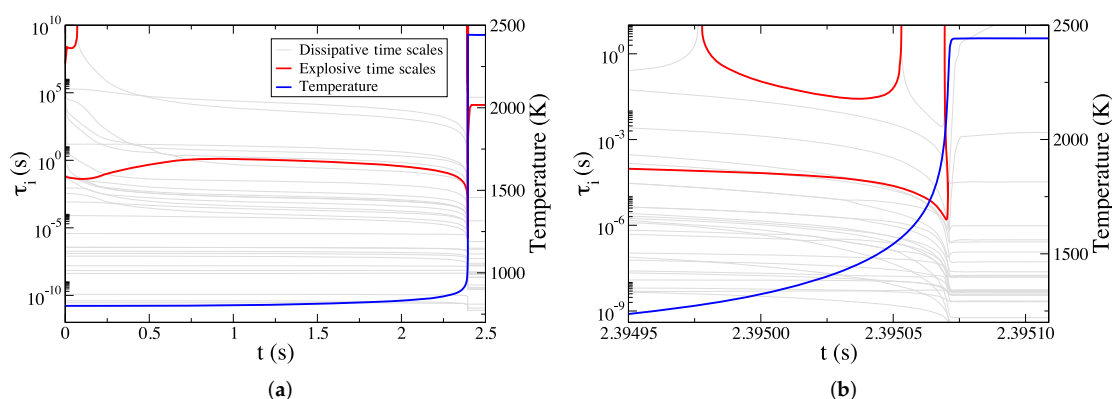 10^10
10^5
10^0
10^-5
10^-10
τ_i (s)
Dissipative time scales
Explosive time scales
Temperature
2500
2000
1500
1000
Temperature (K)
0
0.5
1
1.5
2
2.5
t (s)
(a)
10^0
10^-3
10^-6
10^-9
τ_i (s)
2500
2000
1500
Temperature (K)
2.39495
2.39500
2.39505
2.39510
t (s)
(b)